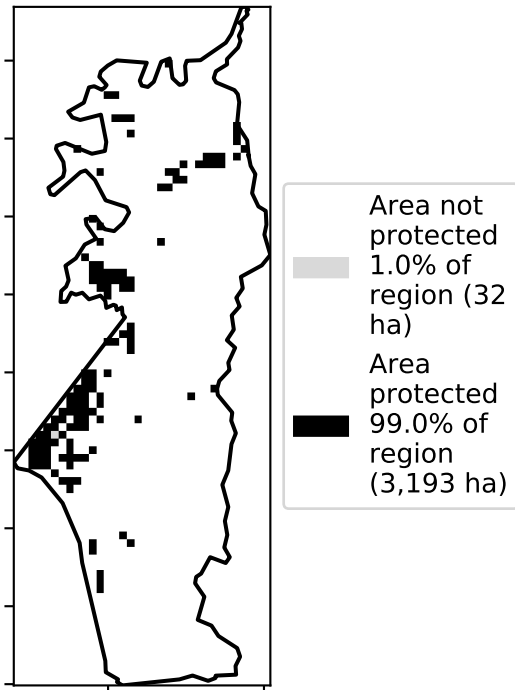 Area not
protected
1.0% of
region (32
ha)
Area
protected
99.0% of
region
(3,193 ha)